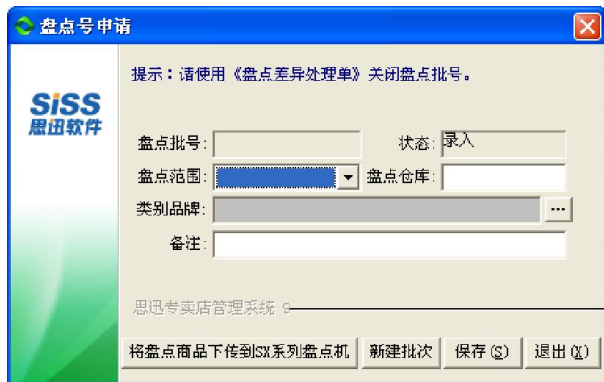 盘点号申请
提示：请使用《盘点差异处理单》关闭盘点批号。
SiSS
思迅软件
盘点批号: 状态: 录入
盘点范围: 盘点仓库:
类别品牌: ...
备注:
思迅专卖店管理系统 9
将盘点商品下传到SX系列盘点机 新建批次 保存(S) 退出(X)